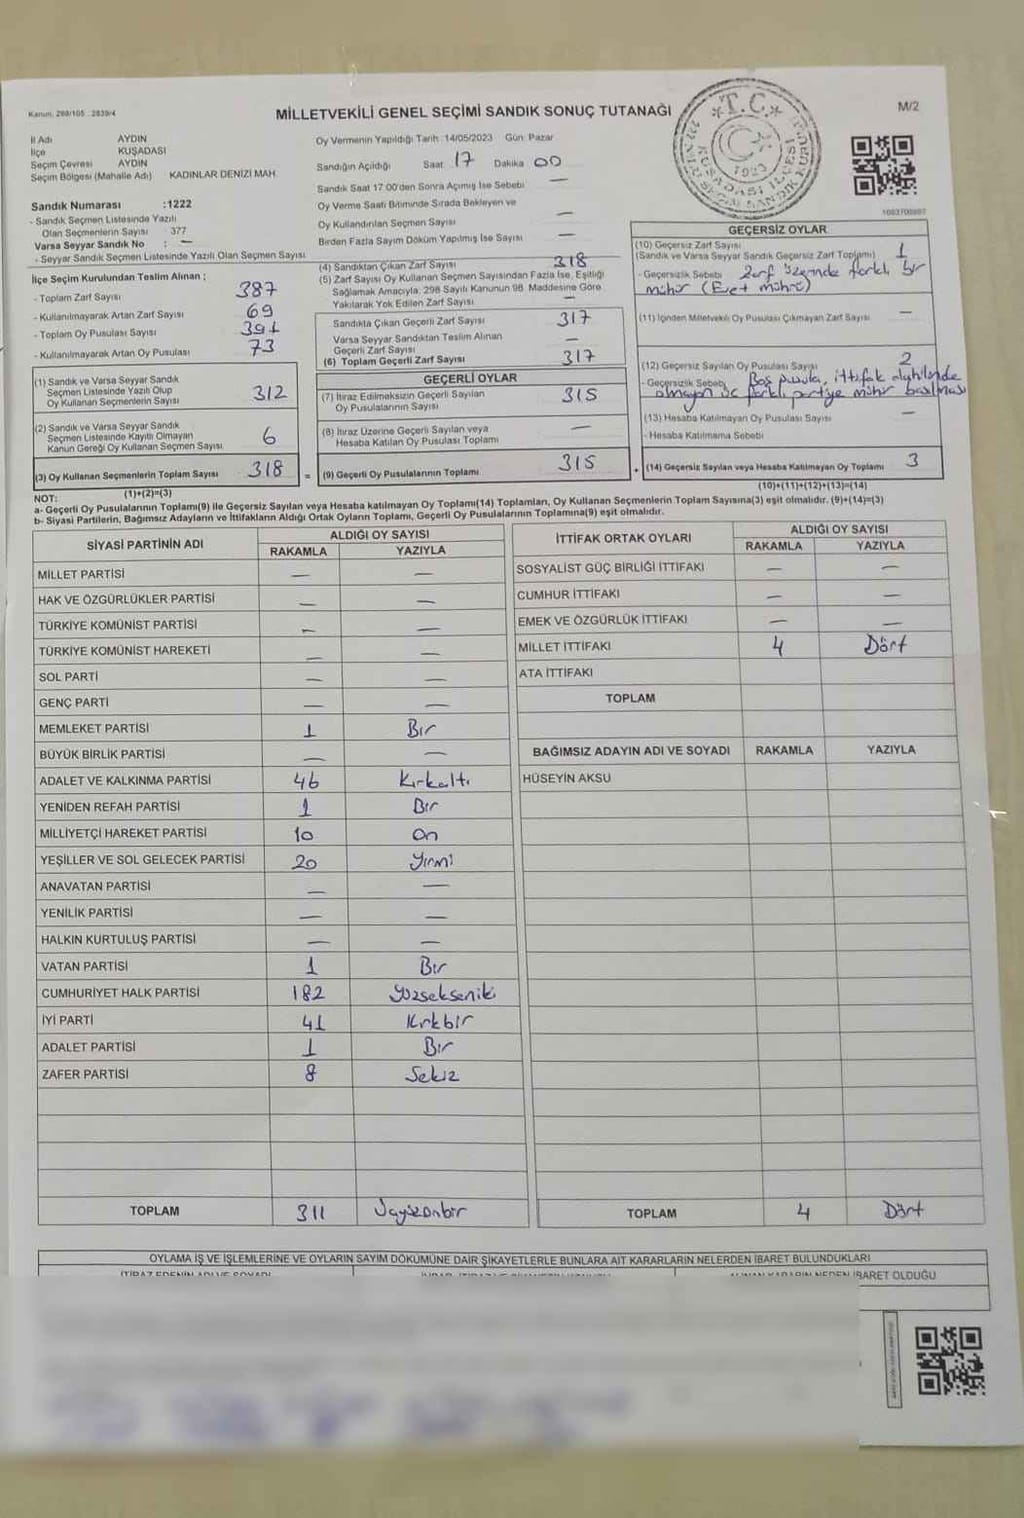 Kanun: 298/105 : 2839/4
MİLLETVEKİLİ GENEL SEÇİMİ SANDIK SONUÇ TUTANAĞI
M/2
İl Adı AYDIN
İlçe KUŞADASI
Seçim Çevresi AYDIN
Seçim Bölgesi (Mahalle Adı) KADINLAR DENİZİ MAH.
Sandık Numarası :1222
- Sandık Seçmen Listesinde Yazılı
Olan Seçmenlerin Sayısı 377
Varsa Seyyar Sandık No : —
- Seyyar Sandık Seçmen Listesinde Yazılı Olan Seçmen Sayısı
Oy Vermenin Yapıldığı Tarih :14/05/2023 Gün: Pazar
Sandığın Açıldığı Saat 17 Dakika 00
Sandık Saat 17:00'den Sonra Açımış İse Sebebi —
Oy Verme Saati Bitiminde Sırada Bekleyen ve
Oy Kullandırılan Seçmen Sayısı —
Birden Fazla Sayım Döküm Yapılmış İse Sayısı —
T.C.
KUŞADASI İLÇESİ
1923
1083700897
İlçe Seçim Kurulundan Teslim Alınan ;
- Toplam Zarf Sayısı 387
- Kullanılmayarak Artan Zarf Sayısı 69
- Toplam Oy Pusulası Sayısı 391
- Kullanılmayarak Artan Oy Pusulası 73
(4) Sandıktan Çıkan Zarf Sayısı 318
(5) Zarf Sayısı Oy Kullanan Seçmen Sayısından Fazla İse, Eşitliği
Sağlamak Amacıyla, 298 Sayılı Kanunun 98. Maddesine Göre
Yakılarak Yok Edilen Zarf Sayısı —
Sandıkta Çıkan Geçerli Zarf Sayısı 317
Varsa Seyyar Sandıktan Teslim Alınan
Geçerli Zarf Sayısı —
(6) Toplam Geçerli Zarf Sayısı 317
GEÇERSİZ OYLAR
(10) Geçersiz Zarf Sayısı
(Sandık ve Varsa Seyyar Sandık Geçersiz Zarf Toplamı) 1
- Geçersizlik Sebebi Zarf üzerinde farklı bir
mühür (Evet mührü)
(11) İçinden Milletvekili Oy Pusulası Çıkmayan Zarf Sayısı —
(12) Geçersiz Sayılan Oy Pusulası Sayısı 2
- Geçersizlik Sebebi Boş pusula, ittifak dahilinde
olmayan üç farklı partiye mühür basılması
(13) Hesaba Katılmayan Oy Pusulası Sayısı —
- Hesaba Katılmama Sebebi
(14) Geçersiz Sayılan veya Hesaba Katılmayan Oy Toplamı 3
(10)+(11)+(12)+(13)=(14)
(1) Sandık ve Varsa Seyyar Sandık
Seçmen Listesinde Yazılı Olup
Oy Kullanan Seçmenlerin Sayısı 312
(2) Sandık ve Varsa Seyyar Sandık
Seçmen Listesinde Kayıtlı Olmayan
Kanun Gereği Oy Kullanan Seçmen Sayısı 6
(3) Oy Kullanan Seçmenlerin Toplam Sayısı 318
(1)+(2)=(3)
GEÇERLİ OYLAR
(7) İtiraz Edilmeksizin Geçerli Sayılan
Oy Pusulalarının Sayısı 315
(8) İtiraz Üzerine Geçerli Sayılan veya
Hesaba Katılan Oy Pusulası Toplamı —
= (9) Geçerli Oy Pusulalarının Toplamı 315 +
NOT:
a- Geçerli Oy Pusulalarının Toplamı(9) ile Geçersiz Sayılan veya Hesaba katılmayan Oy Toplamı(14) Toplamları, Oy Kullanan Seçmenlerin Toplam Sayısına(3) eşit olmalıdır. (9)+(14)=(3)
b- Siyasi Partilerin, Bağımsız Adayların ve İttifakların Aldığı Ortak Oyların Toplamı, Geçerli Oy Pusulalarının Toplamına(9) eşit olmalıdır.
SİYASİ PARTİNİN ADI ALDIĞI OY SAYISI
RAKAMLA YAZIYLA
MİLLET PARTİSİ — —
HAK VE ÖZGÜRLÜKLER PARTİSİ — —
TÜRKİYE KOMÜNİST PARTİSİ — —
TÜRKİYE KOMÜNİST HAREKETİ — —
SOL PARTİ — —
GENÇ PARTİ — —
MEMLEKET PARTİSİ 1 Bir
BÜYÜK BİRLİK PARTİSİ — —
ADALET VE KALKINMA PARTİSİ 46 Kırkaltı
YENİDEN REFAH PARTİSİ 1 Bir
MİLLİYETÇİ HAREKET PARTİSİ 10 On
YEŞİLLER VE SOL GELECEK PARTİSİ 20 Yirmi
ANAVATAN PARTİSİ — —
YENİLİK PARTİSİ — —
HALKIN KURTULUŞ PARTİSİ — —
VATAN PARTİSİ 1 Bir
CUMHURİYET HALK PARTİSİ 182 Yüzsekseniki
İYİ PARTİ 41 Kırkbir
ADALET PARTİSİ 1 Bir
ZAFER PARTİSİ 8 Sekiz
TOPLAM 311 Üçyüzonbir
İTTİFAK ORTAK OYLARI ALDIĞI OY SAYISI
RAKAMLA YAZIYLA
SOSYALİST GÜÇ BİRLİĞİ İTTİFAKI — —
CUMHUR İTTİFAKI — —
EMEK VE ÖZGÜRLÜK İTTİFAKI — —
MİLLET İTTİFAKI 4 Dört
ATA İTTİFAKI
TOPLAM
BAĞIMSIZ ADAYIN ADI VE SOYADI RAKAMLA YAZIYLA
HÜSEYİN AKSU
TOPLAM 4 Dört
OYLAMA İŞ VE İŞLEMLERİNE VE OYLARIN SAYIM DÖKÜMÜNE DAİR ŞİKAYETLERLE BUNLARA AİT KARARLARIN NELERDEN İBARET BULUNDUKLARI
İTİRAZ EDENİN ADI VE SOYADI
ALINAN KARARIN NEDEN İBARET OLDUĞU